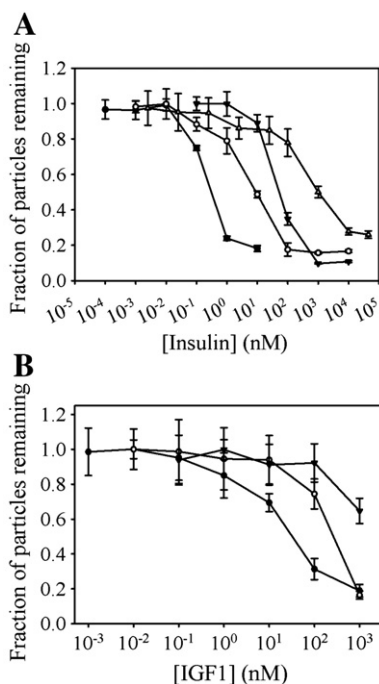 A
Fraction of particles remaining
1.2
1.0
0.8
0.6
0.4
0.2
0.0
10⁻⁵ 10⁻⁴ 10⁻³ 10⁻² 10⁻¹ 10⁰ 10¹ 10² 10³ 10⁴ 10⁵
[Insulin] (nM)
B
Fraction of particles remaining
1.2
1.0
0.8
0.6
0.4
0.2
0.0
10⁻³ 10⁻² 10⁻¹ 10⁰ 10¹ 10² 10³
[IGF1] (nM)